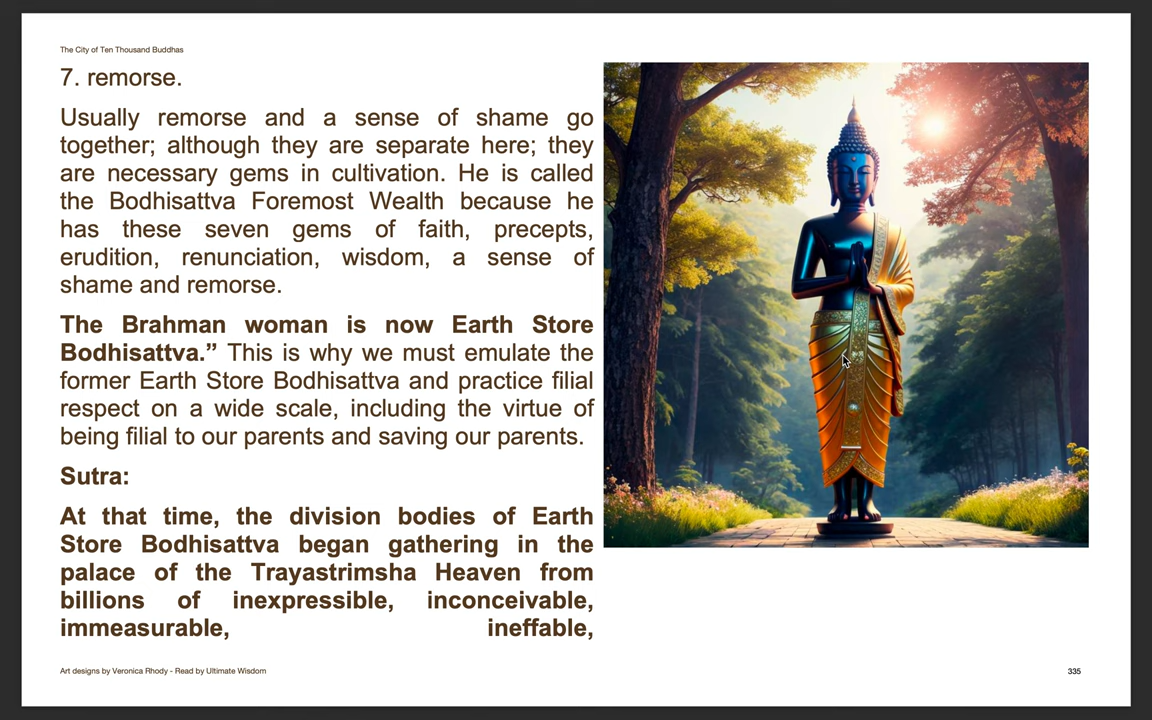 The City of Ten Thousand Buddhas
7. remorse.
Usually remorse and a sense of shame go
together; although they are separate here; they
are necessary gems in cultivation. He is called
the Bodhisattva Foremost Wealth because he
has these seven gems of faith, precepts,
erudition, renunciation, wisdom, a sense of
shame and remorse.
The Brahman woman is now Earth Store
Bodhisattva.” This is why we must emulate the
former Earth Store Bodhisattva and practice filial
respect on a wide scale, including the virtue of
being filial to our parents and saving our parents.
Sutra:
At that time, the division bodies of Earth
Store Bodhisattva began gathering in the
palace of the Trayastrimsha Heaven from
billions of inexpressible, inconceivable,
immeasurable, ineffable,
Art designs by Veronica Rhody - Read by Ultimate Wisdom
335